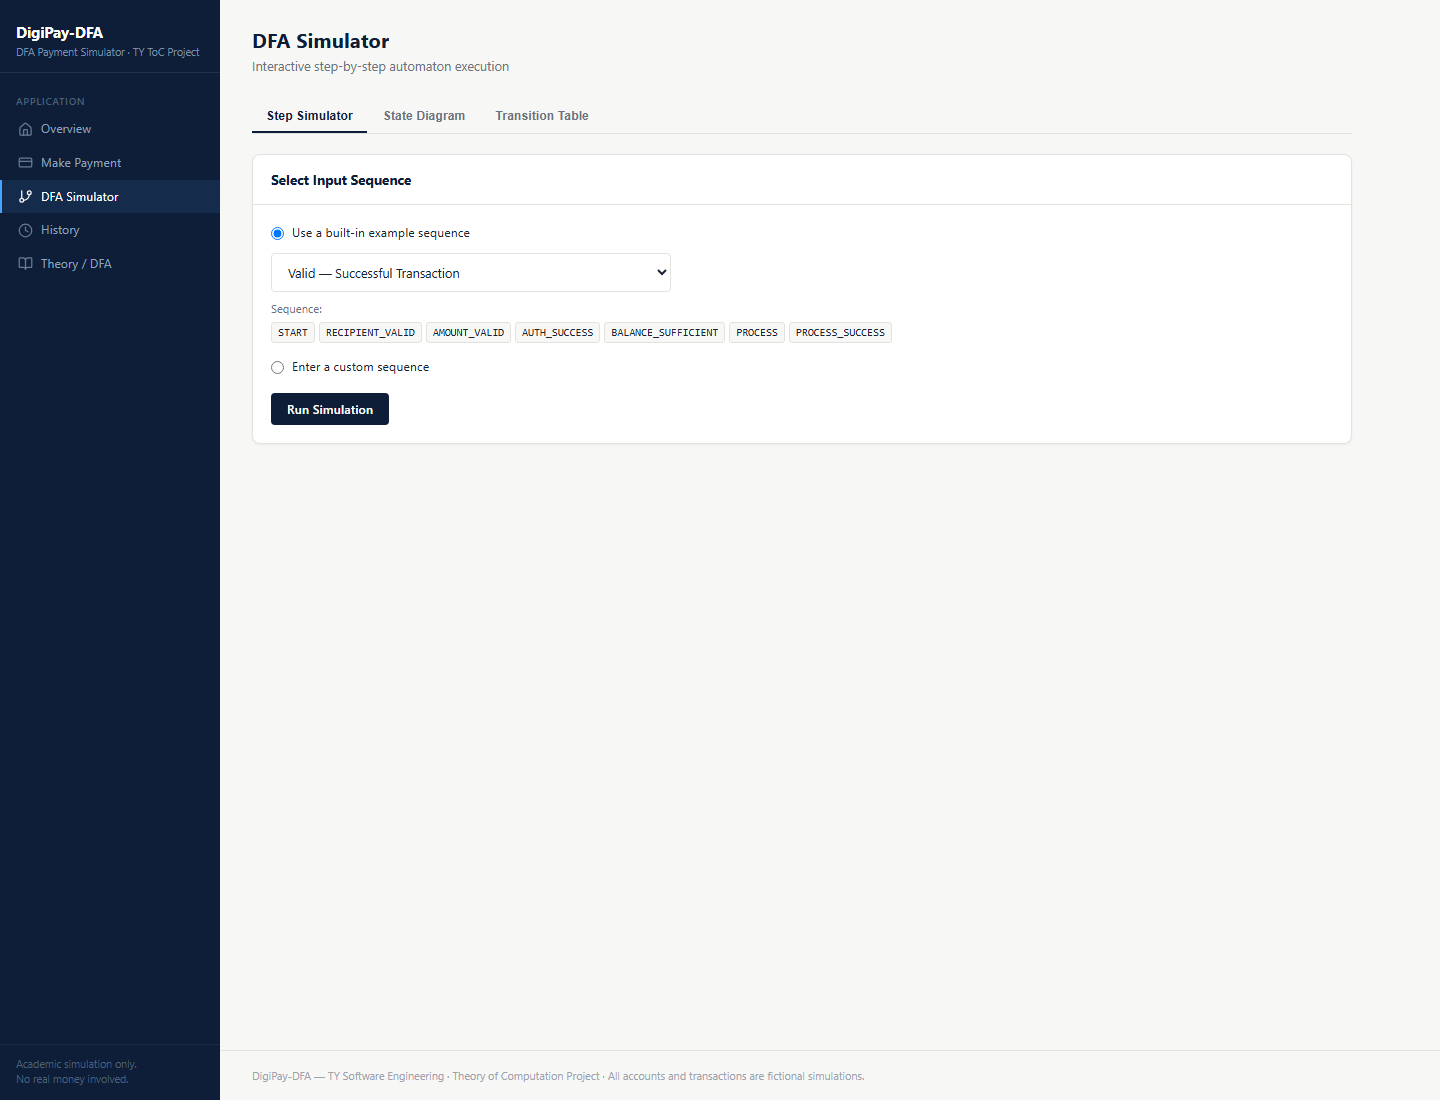 DigiPay-DFA
DFA Payment Simulator · TY ToC Project
APPLICATION
Overview
Make Payment
DFA Simulator
History
Theory / DFA
Academic simulation only.
No real money involved.
DFA Simulator
Interactive step-by-step automaton execution
Step Simulator State Diagram Transition Table
Select Input Sequence
Use a built-in example sequence
Valid — Successful Transaction
Sequence:
START RECIPIENT_VALID AMOUNT_VALID AUTH_SUCCESS BALANCE_SUFFICIENT PROCESS PROCESS_SUCCESS
Enter a custom sequence
Run Simulation
DigiPay-DFA — TY Software Engineering · Theory of Computation Project · All accounts and transactions are fictional simulations.